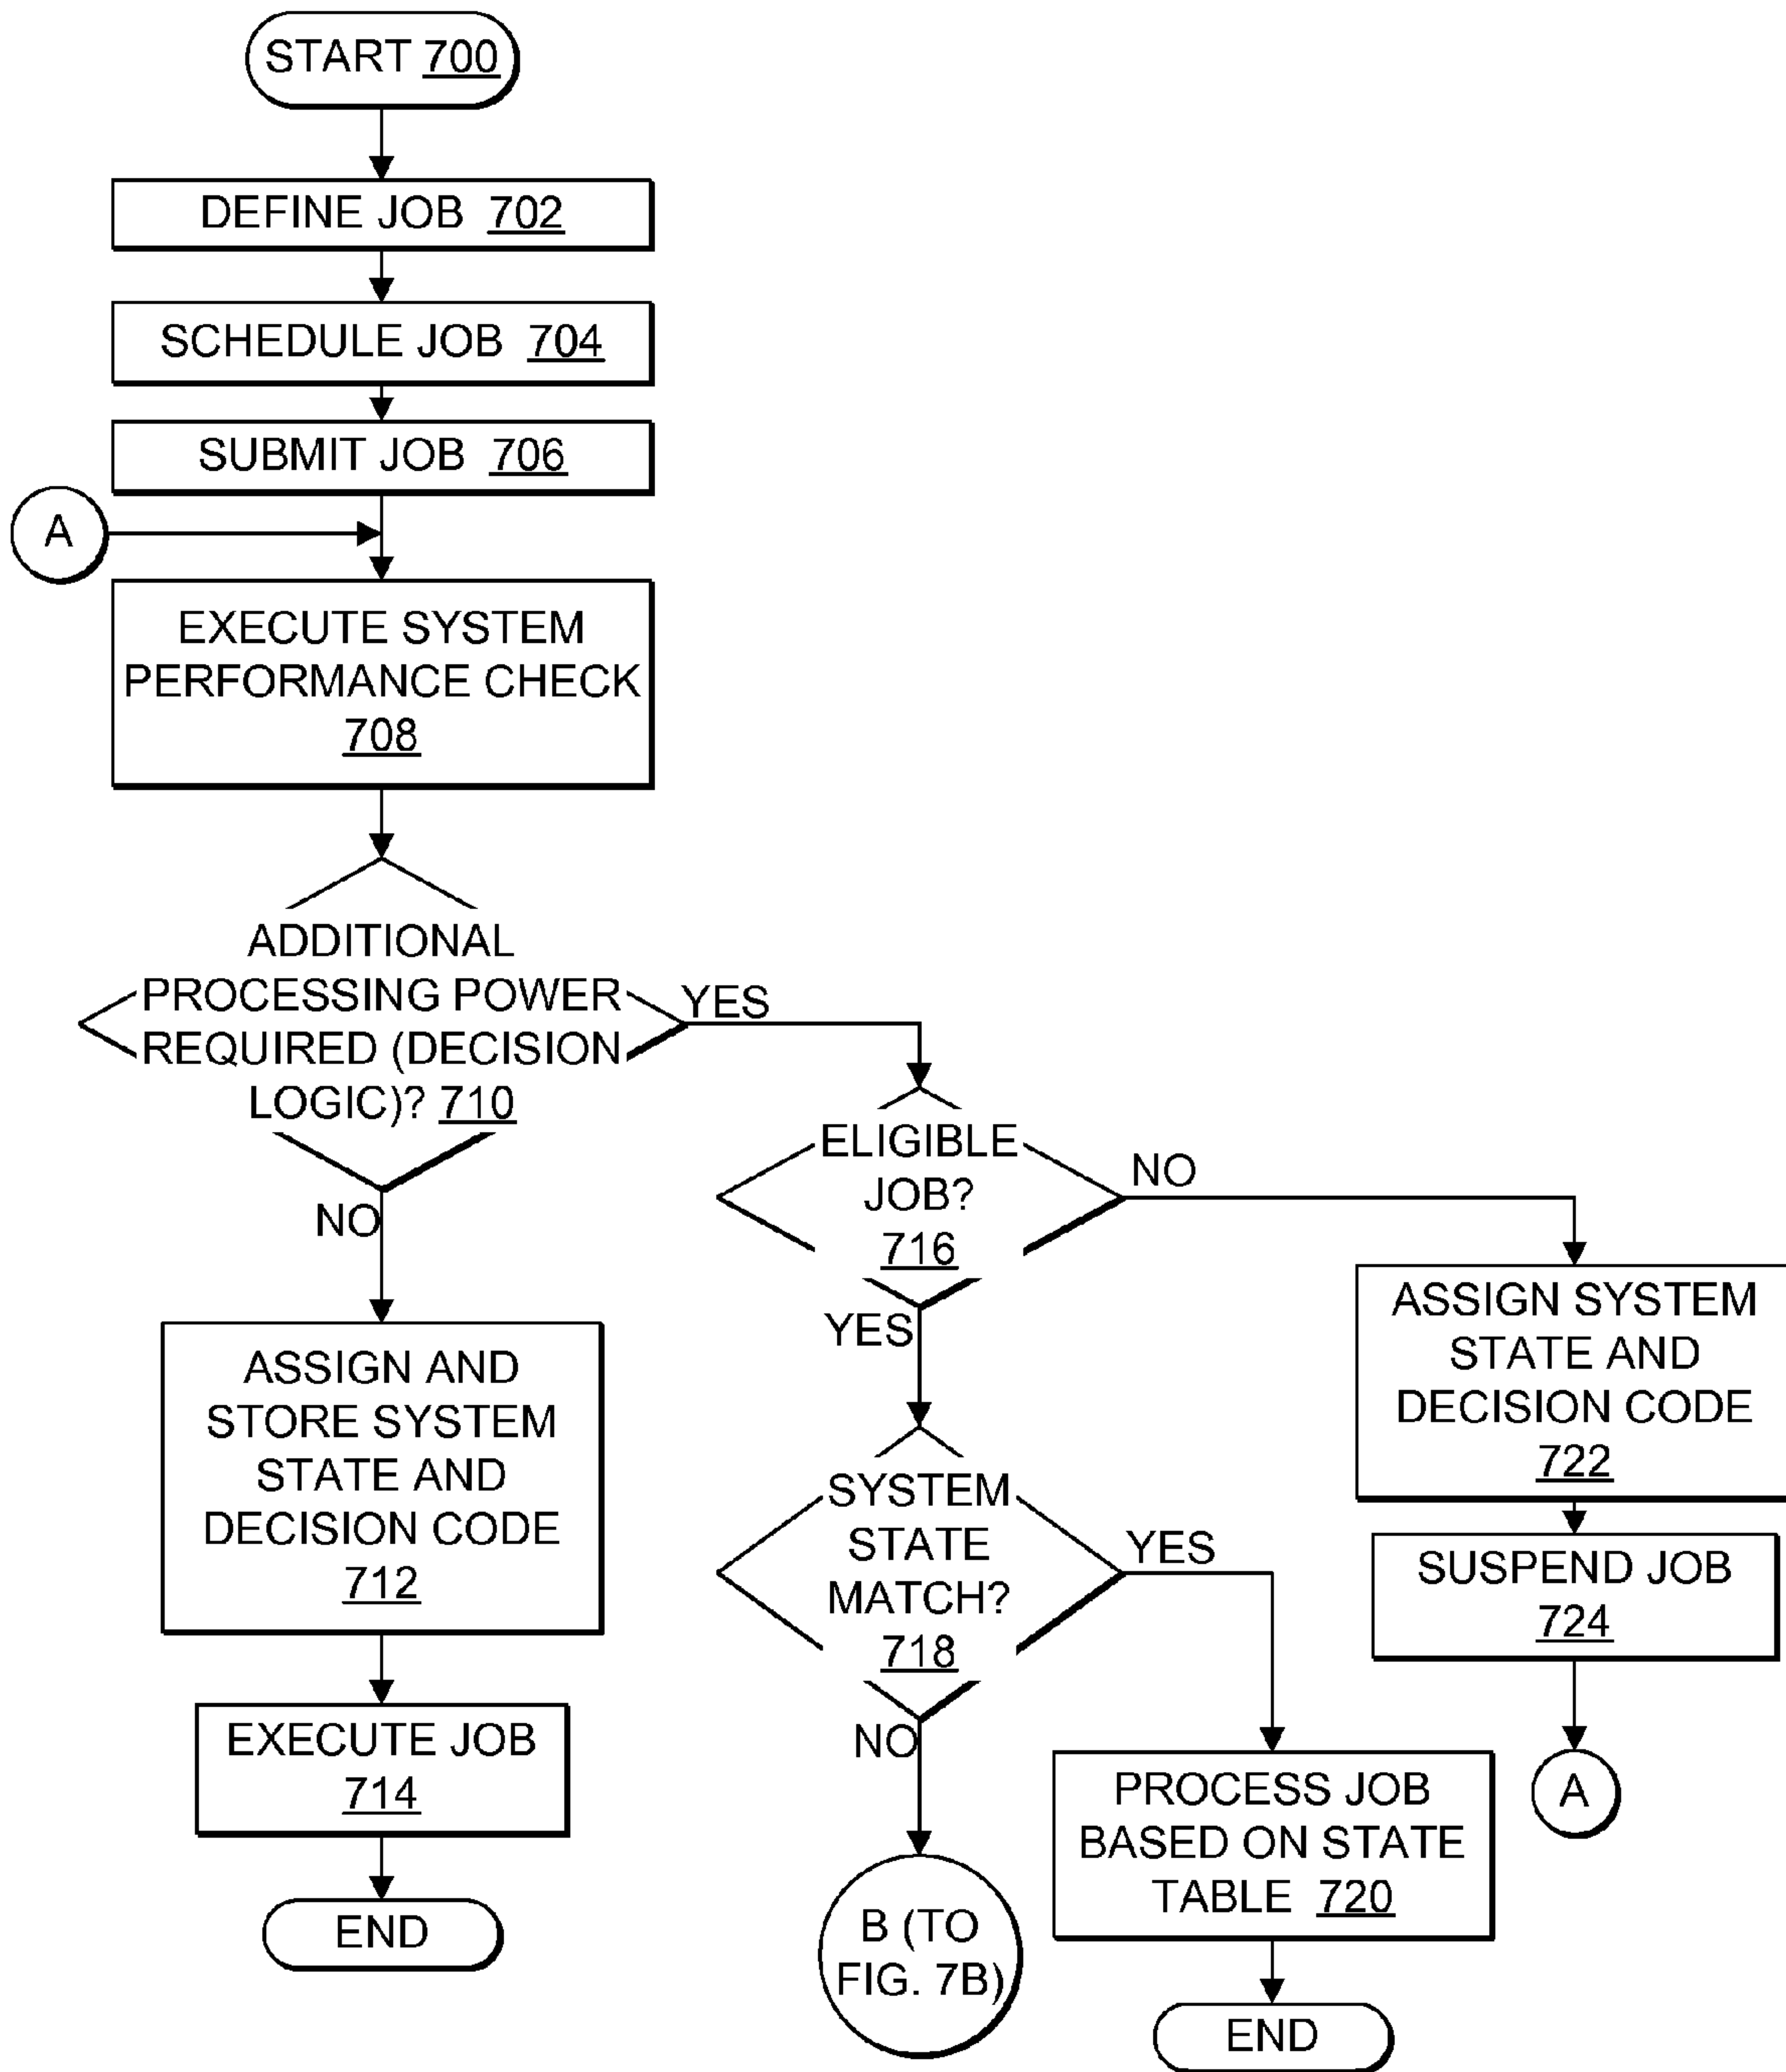 START 700
DEFINE JOB 702
SCHEDULE JOB 704
SUBMIT JOB 706
A
EXECUTE SYSTEM
PERFORMANCE CHECK
708
ADDITIONAL
PROCESSING POWER
REQUIRED (DECISION
LOGIC)? 710
YES
NO
ASSIGN AND
STORE SYSTEM
STATE AND
DECISION CODE
712
EXECUTE JOB
714
END
ELIGIBLE
JOB?
716
NO
YES
SYSTEM
STATE
MATCH?
718
YES
NO
B (TO
FIG. 7B)
PROCESS JOB
BASED ON STATE
TABLE 720
END
ASSIGN SYSTEM
STATE AND
DECISION CODE
722
SUSPEND JOB
724
A